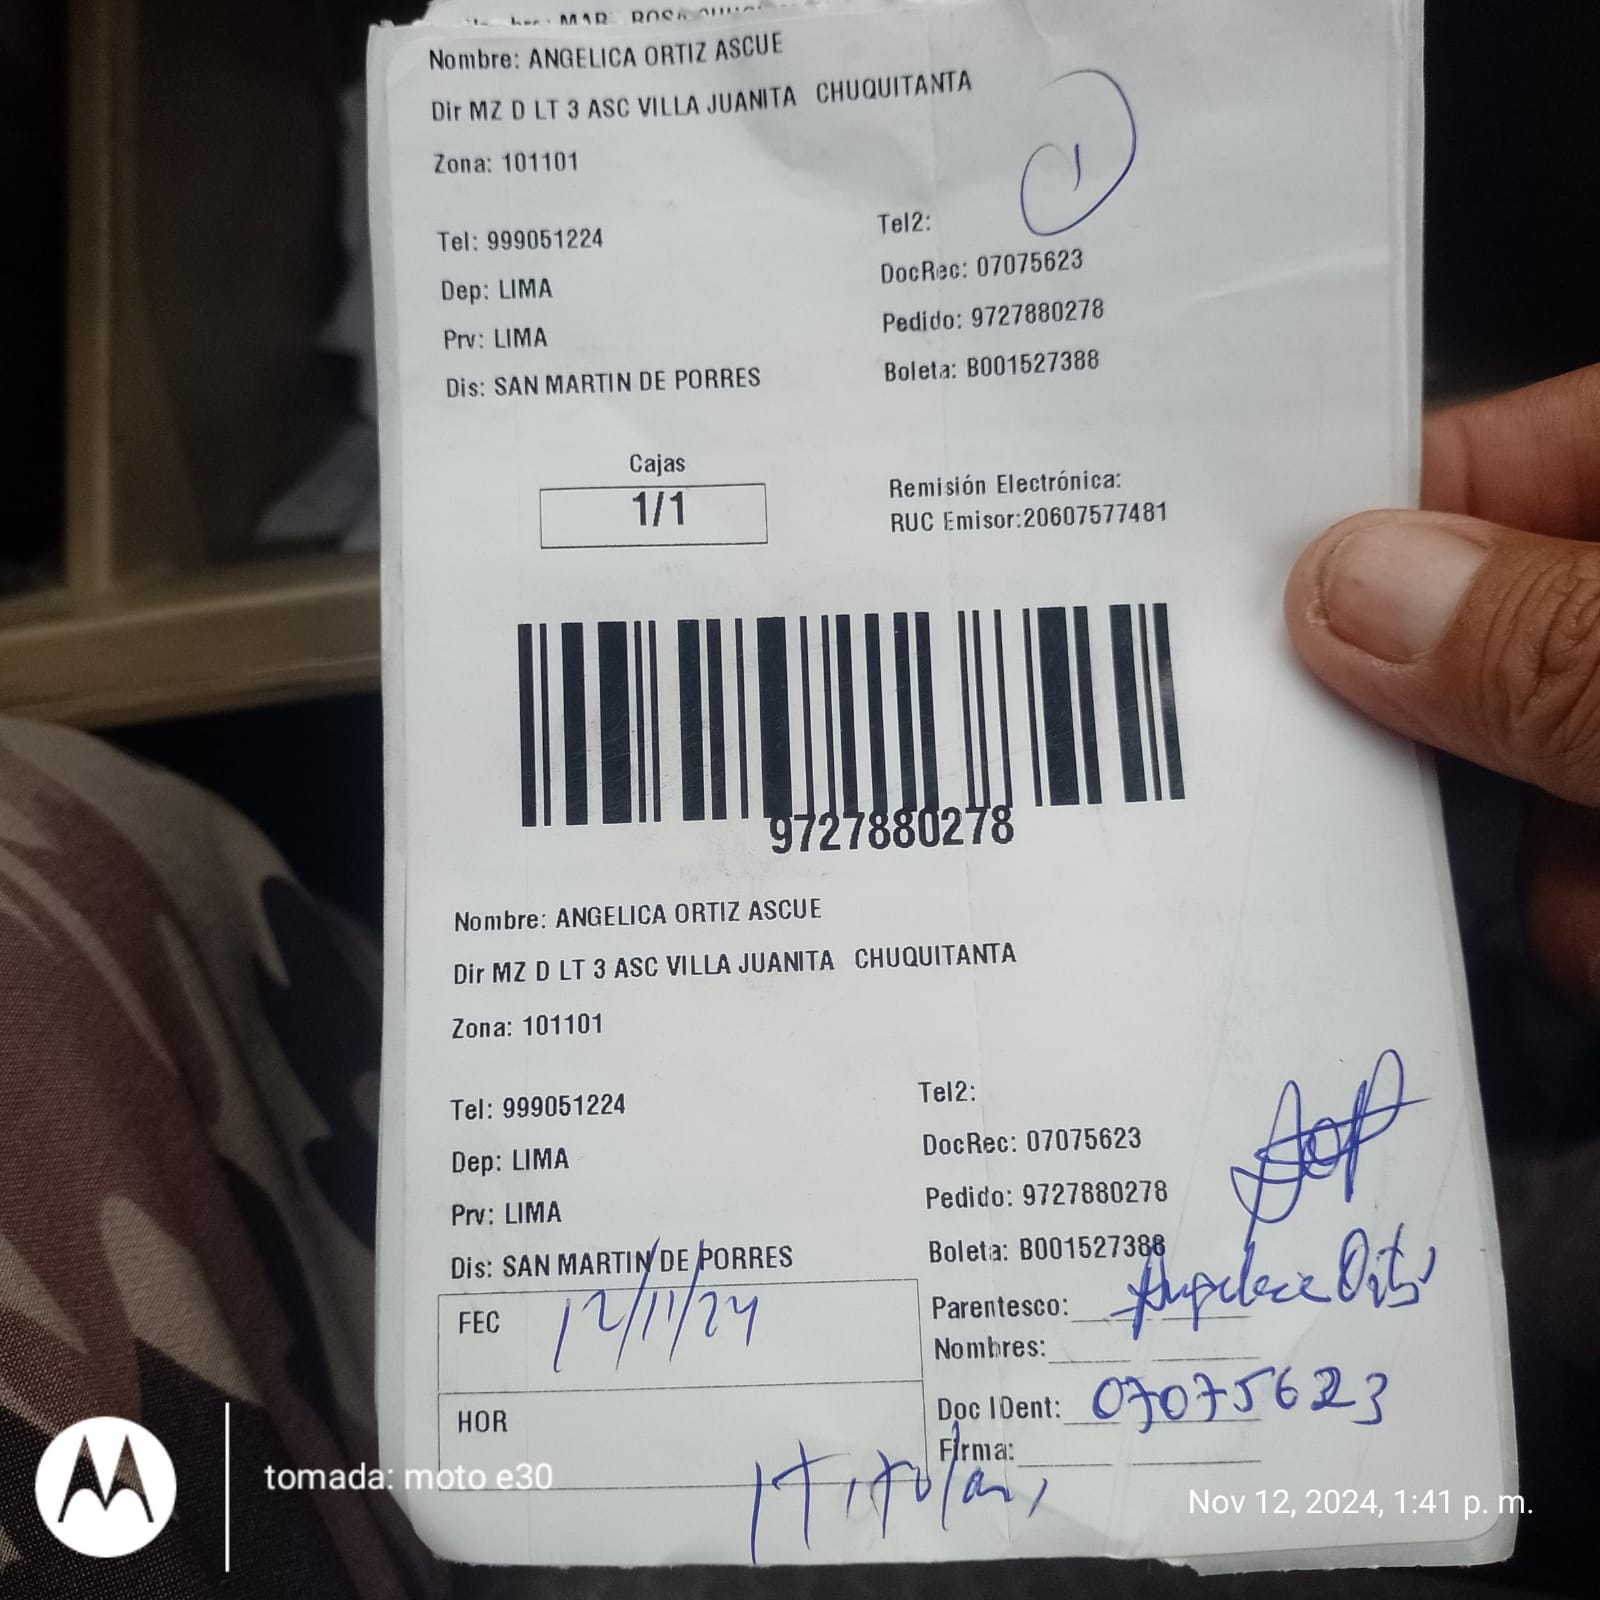 Nombre: ANGELICA ORTIZ ASCUE
Dir MZ D LT 3 ASC VILLA JUANITA CHUQUITANTA
Zona: 101101
Tel: 999051224
Tel2:
Dep: LIMA
DocRec: 07075623
Prv: LIMA
Pedido: 9727880278
Dis: SAN MARTIN DE PORRES
Boleta: B001527388
1
Cajas
1/1
Remisión Electrónica:
RUC Emisor:20607577481
9727880278
Nombre: ANGELICA ORTIZ ASCUE
Dir MZ D LT 3 ASC VILLA JUANITA CHUQUITANTA
Zona: 101101
Tel: 999051224
Tel2:
Dep: LIMA
DocRec: 07075623
Prv: LIMA
Pedido: 9727880278
Dis: SAN MARTIN DE PORRES
Boleta: B001527388
FEC 12/11/24
Parentesco: Angelica Ortiz
Nombres:
HOR
Doc IDent: 07075623
Firma:
titular
tomada: moto e30
Nov 12, 2024, 1:41 p. m.